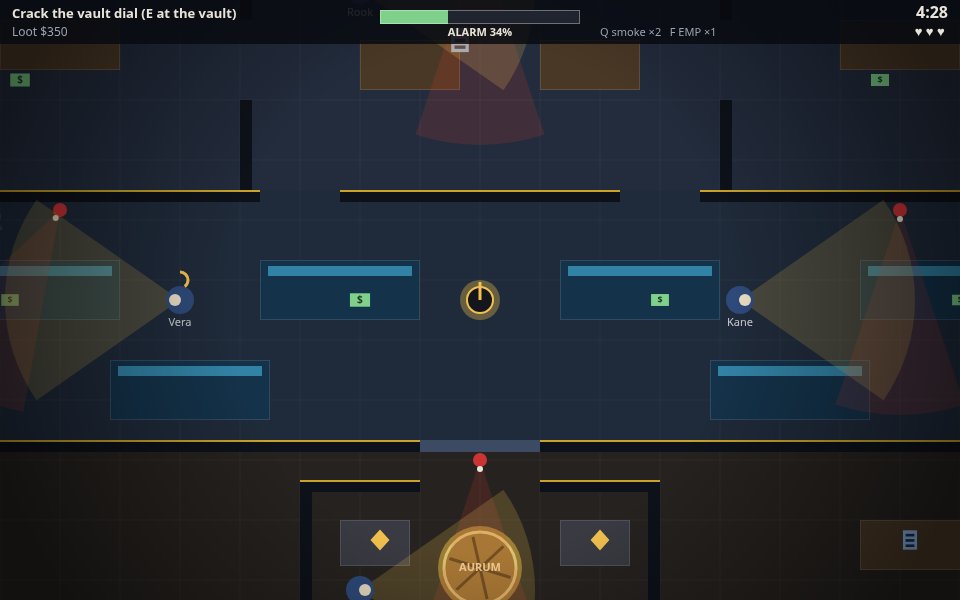 Crack the vault dial (E at the vault)
Loot $350
Rook
ALARM 34%
Q smoke ×2 F EMP ×1
4:28
♥ ♥ ♥
$
$
$
$
$
$
Vera
Kane
AURUM